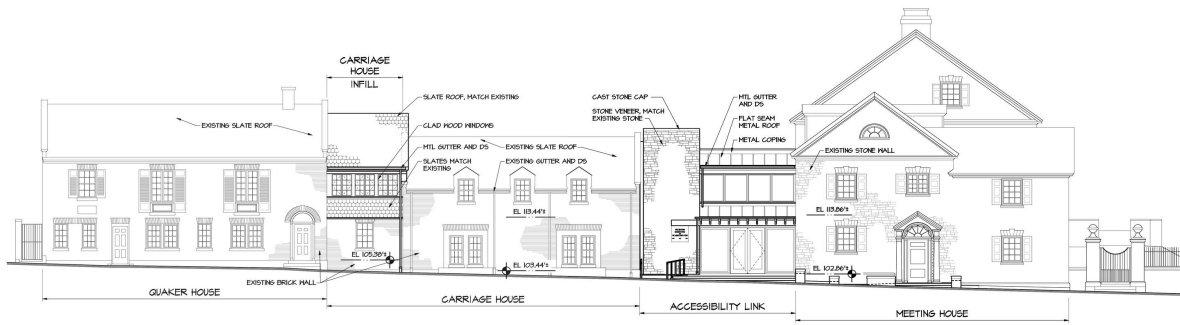 CARRIAGE
HOUSE
INFILL
SLATE ROOF, MATCH EXISTING
EXISTING SLATE ROOF
CLAD WOOD WINDOWS
MTL GUTTER AND DS
SLATES MATCH
EXISTING
EXISTING SLATE ROOF
EXISTING GUTTER AND DS
CAST STONE CAP
STONE VENEER, MATCH
EXISTING STONE
MTL GUTTER
AND DS
FLAT SEAM
METAL ROOF
METAL COPING
EXISTING STONE WALL
EL 113.44'±
EL 113.86'±
EL 105.38'±
EL 103.44'±
EL 102.86'±
EXISTING BRICK WALL
QUAKER HOUSE
CARRIAGE HOUSE
ACCESSIBILITY LINK
MEETING HOUSE